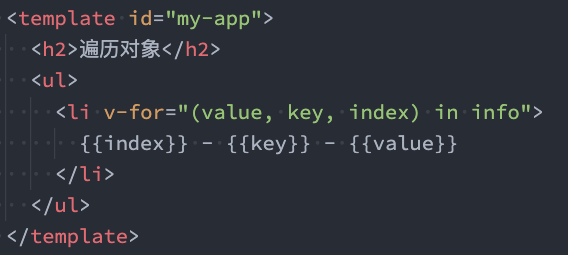 <template id="my-app">
<h2>遍历对象</h2>
<ul>
<li v-for="(value, key, index) in info">
{{index}} - {{key}} - {{value}}
</li>
</ul>
</template>